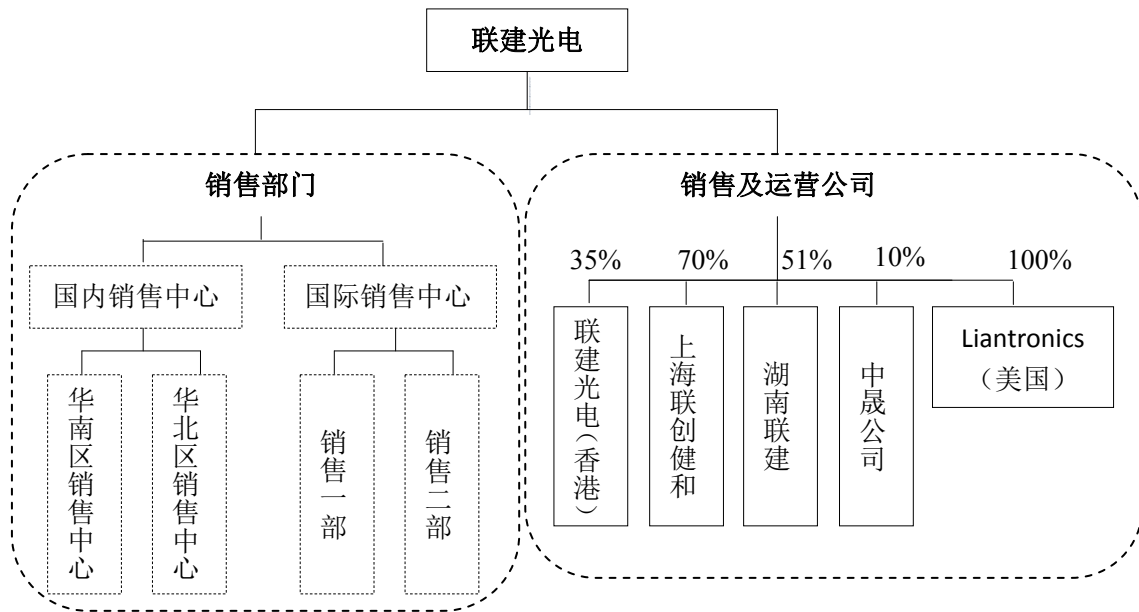 联建光电
销售部门
销售及运营公司
35%
70%
51%
10%
100%
国内销售中心
国际销售中心
华南区销售中心
华北区销售中心
销售一部
销售二部
联建光电(香港)
上海联创健和
湖南联建
中晟公司
Liantronics
（美国）